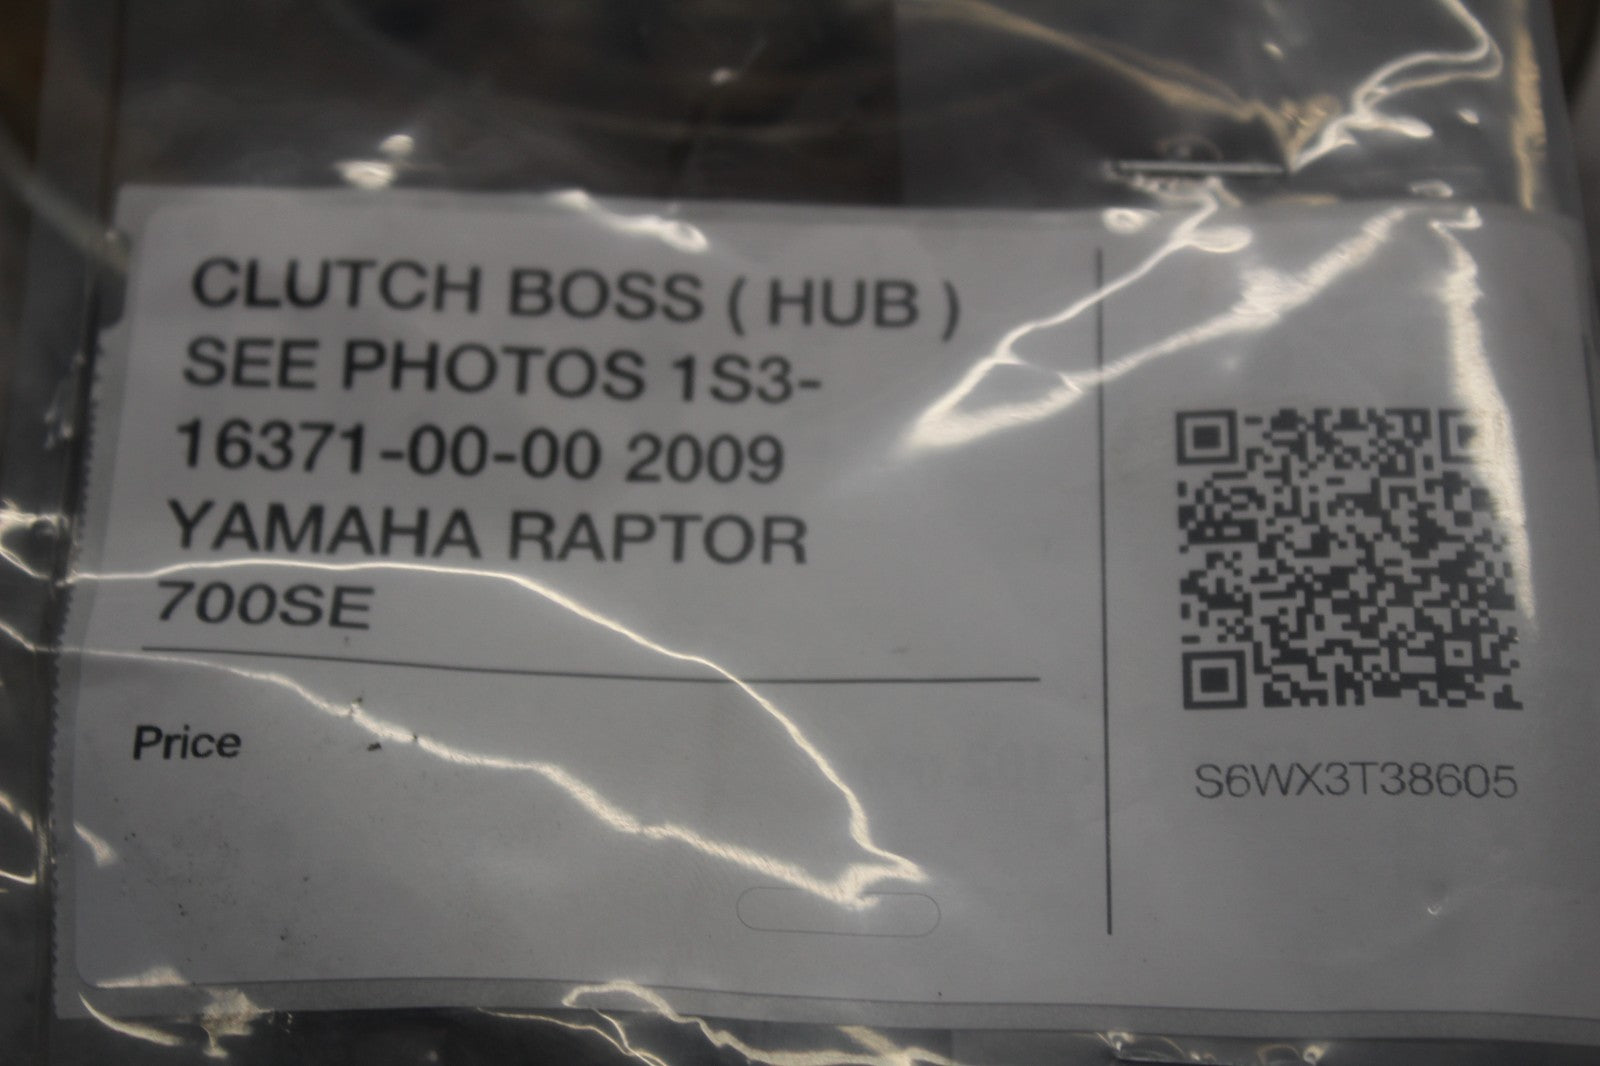 CLUTCH BOSS ( HUB )
SEE PHOTOS 1S3-
16371-00-00 2009
YAMAHA RAPTOR
700SE
Price
S6WX3T38605